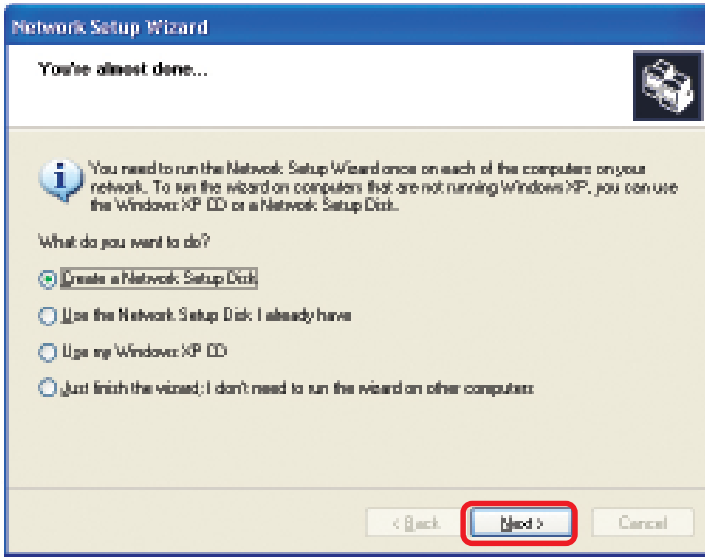 Network Setup Wizard
You're almost done...
You need to run the Network Setup Wizard once on each of the computers on your
network. To run the wizard on computers that are not running Windows XP, you can use
the Windows XP CD or a Network Setup Disk.
What do you want to do?
Create a Network Setup Disk
Use the Network Setup Disk I already have
Use my Windows XP CD
Just finish the wizard; I don't need to run the wizard on other computers
< Back
Next >
Cancel